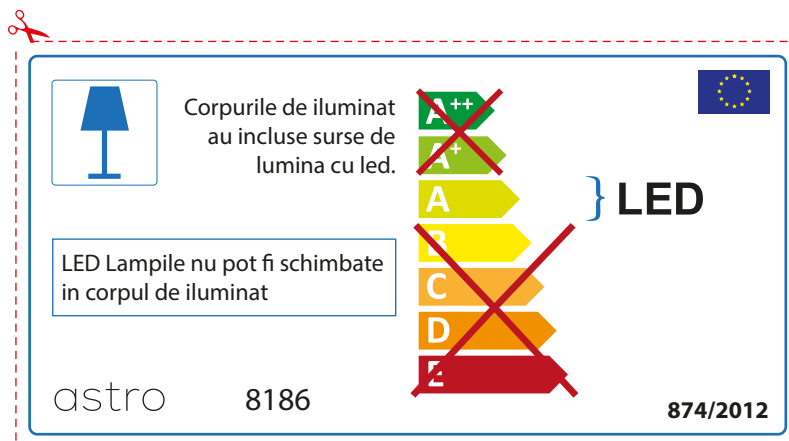 Corpurile de iluminat
au incluse surse de
lumina cu led.
LED Lampile nu pot fi schimbate
in corpul de iluminat
A++
A+
A
B
C
D
E
LED
astro
8186
874/2012